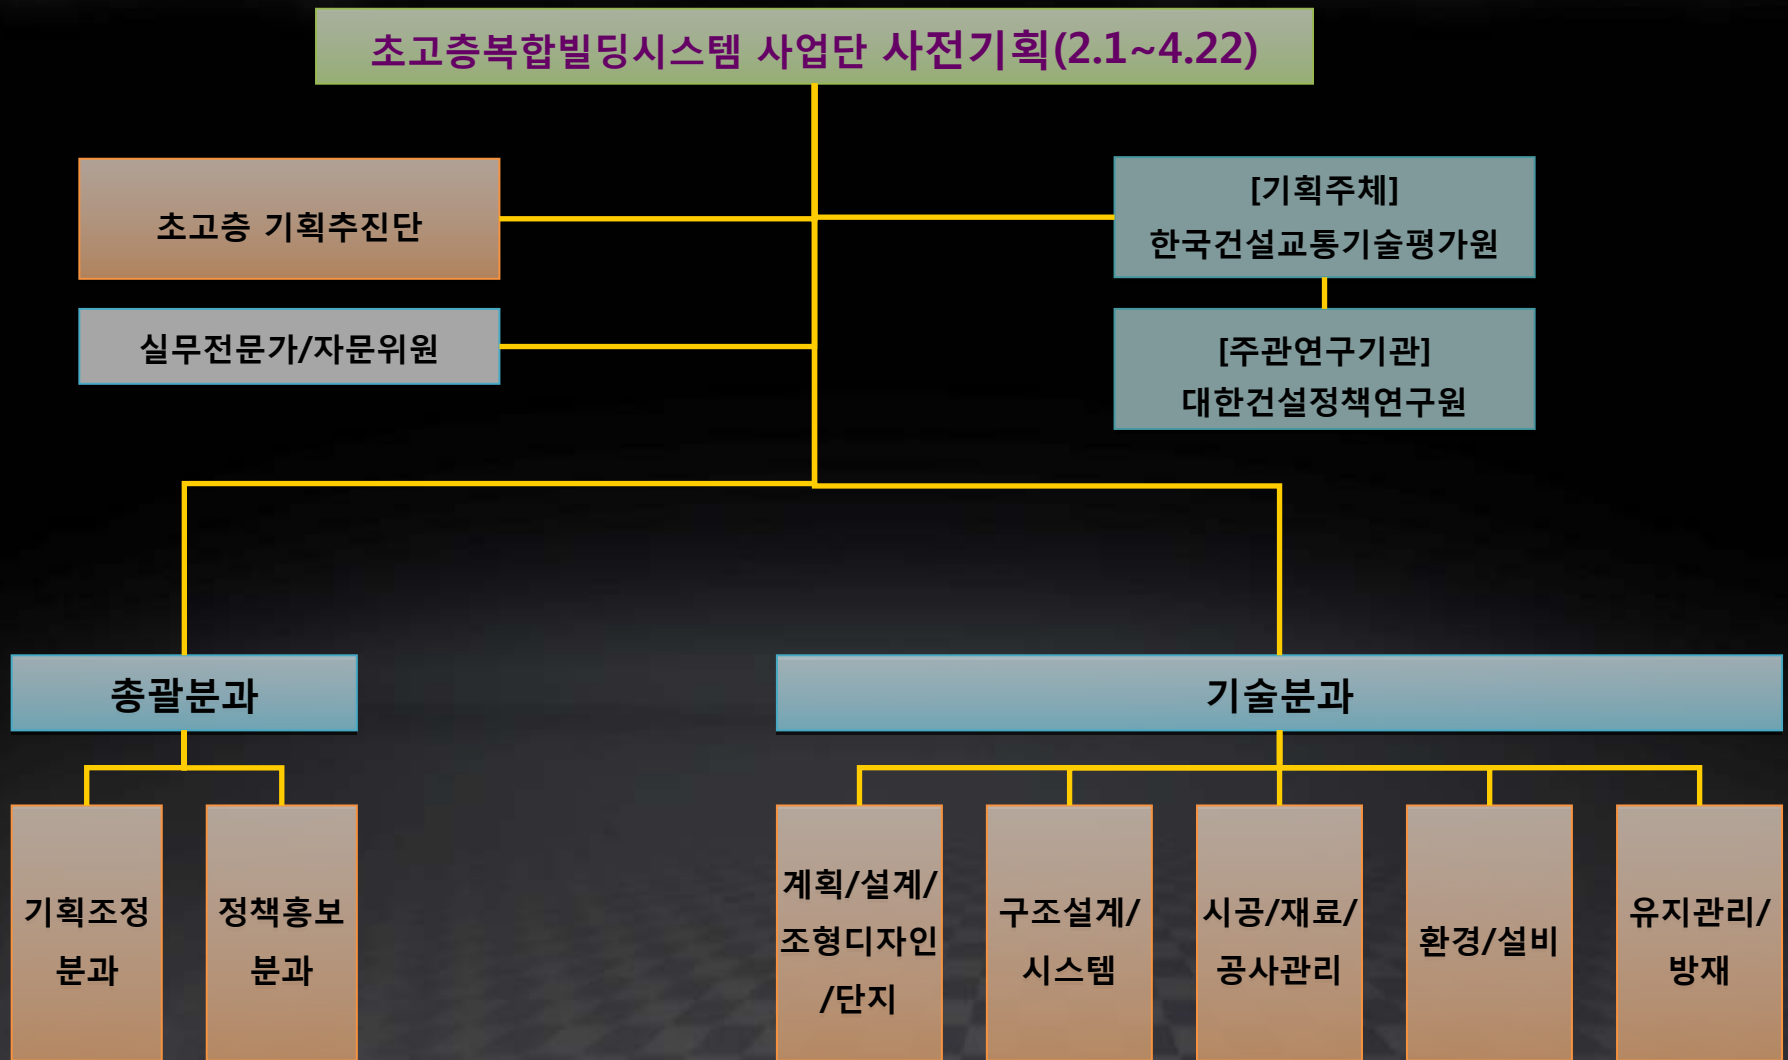 초고층복합빌딩시스템 사업단 사전기획(2.1~4.22)
초고층 기획추진단
[기획주체]
한국건설교통기술평가원
실무전문가/자문위원
[주관연구기관]
대한건설정책연구원
총괄분과
기술분과
기획조정
분과
정책홍보
분과
계획/설계/
조형디자인
/단지
구조설계/
시스템
시공/재료/
공사관리
환경/설비
유지관리/
방재